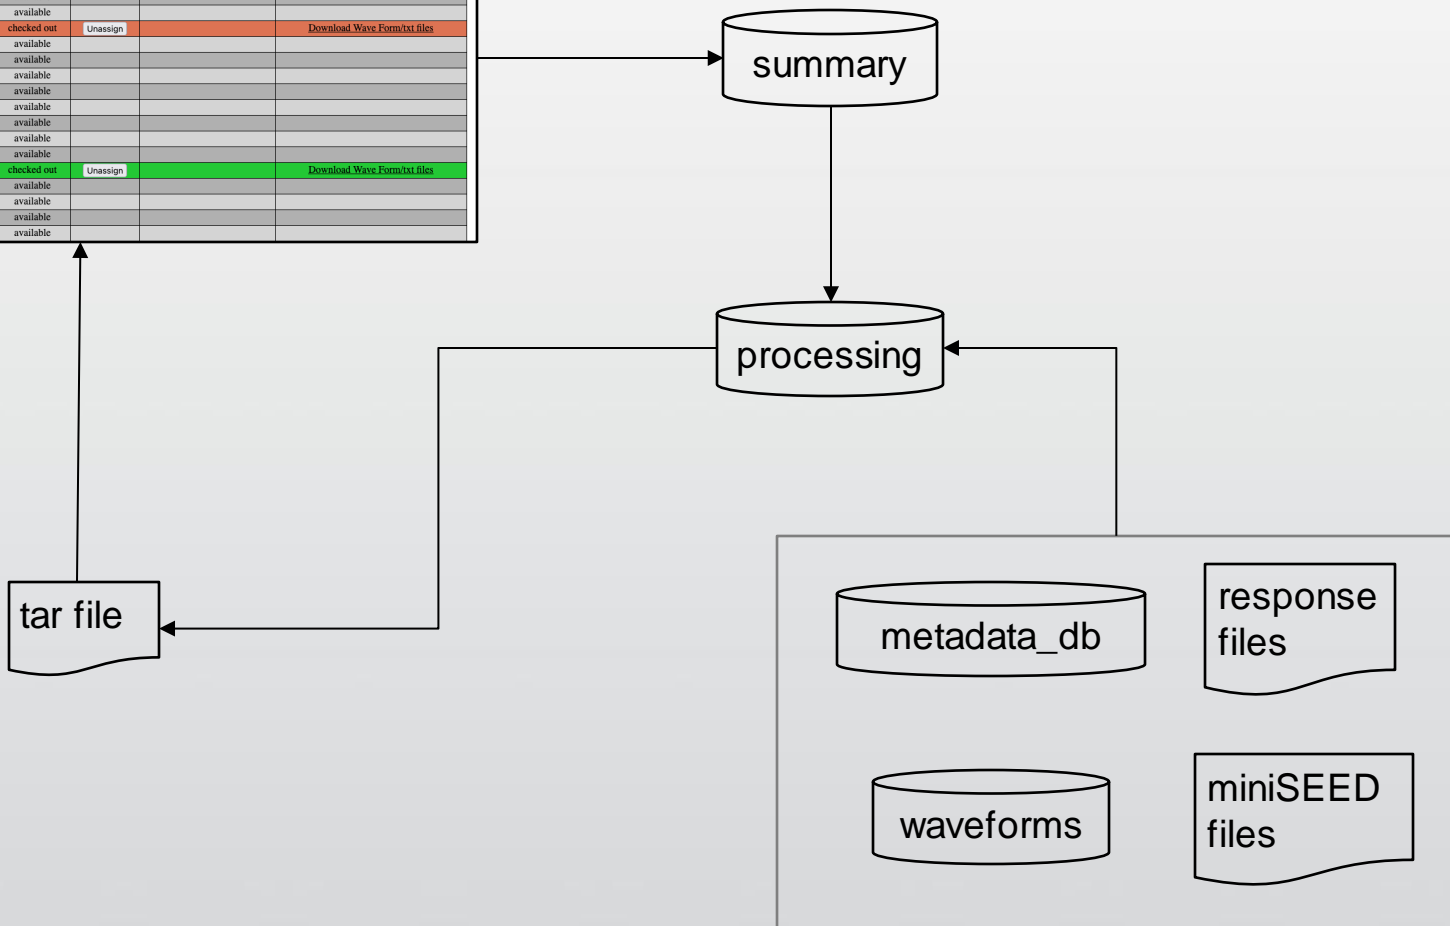 available
checked out Unassign Download Wave Form/txt files
available
available
available
available
available
available
available
available
checked out Unassign Download Wave Form/txt files
available
available
available
available
summary
processing
tar file
metadata_db
response
files
waveforms
miniSEED
files